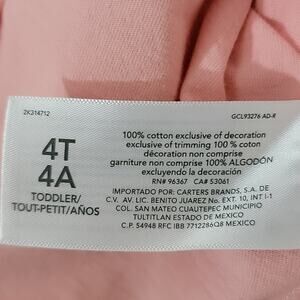 2K314712
GCL93276 AD-R
4T
4A
TODDLER/
TOUT-PETIT/AÑOS
100% cotton exclusive of decoration
exclusive of trimming 100 % coton
décoration non comprise
garniture non comprise 100% ALGODÓN
excluyendo la decoración
RN# 96367 CA# 53061
IMPORTADO POR: CARTERS BRANDS, S.A. DE
C.V. AV. LIC. BENITO JUAREZ No. EXT. 10, INT I-1
COL. SAN MATEO CUAUTEPEC MUNICIPIO
TULTITLAN ESTADO DE MEXICO
C.P. 54948 RFC IBB 7712286Q8 MEXICO